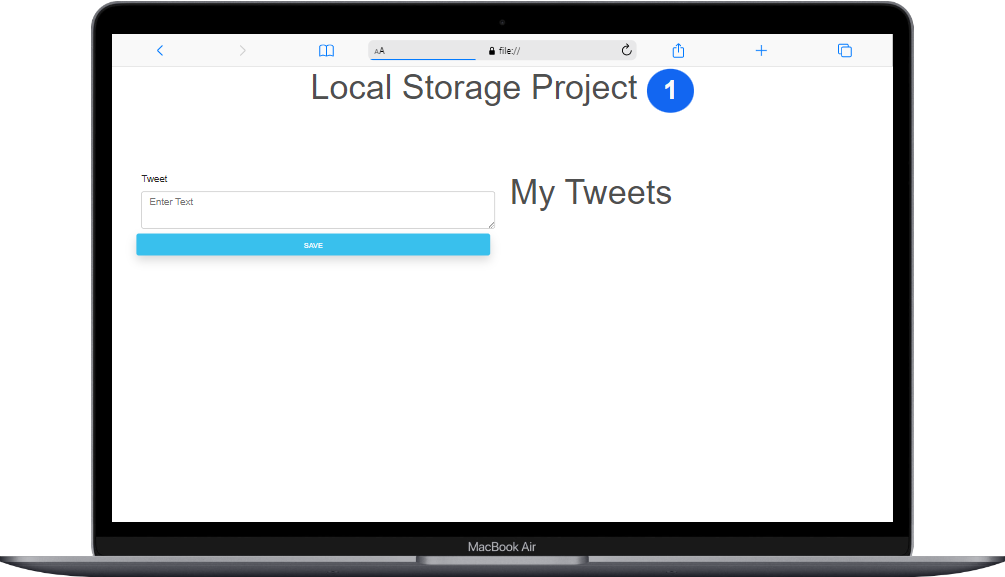 AA file://
Local Storage Project 1
Tweet
My Tweets
Enter Text
SAVE
MacBook Air